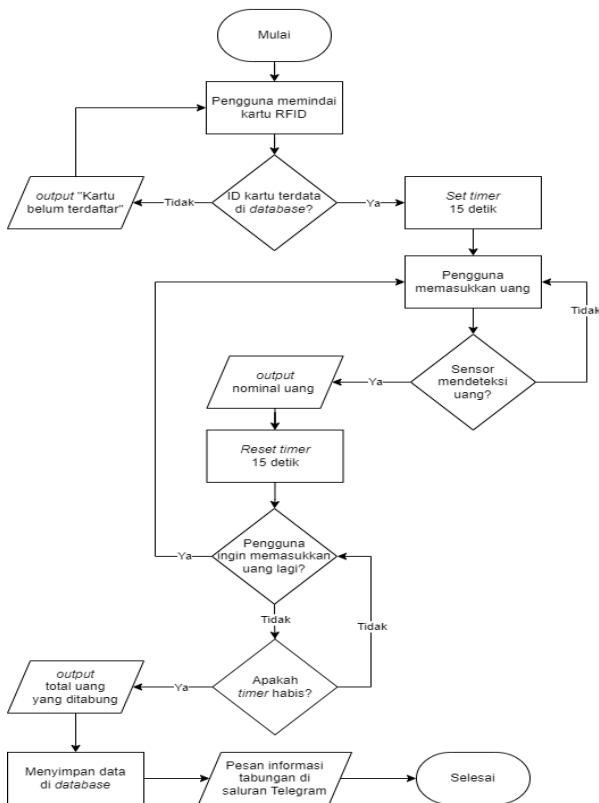 Mulai
Pengguna memindai
kartu RFID
ID kartu terdata
di database?
Tidak
output "Kartu
belum terdaftar"
Ya
Set timer
15 detik
Pengguna
memasukkan uang
Tidak
Sensor
mendeteksi
uang?
Ya
output
nominal uang
Reset timer
15 detik
Pengguna
ingin memasukkan
uang lagi?
Ya
Tidak
Tidak
Apakah
timer habis?
Ya
output
total uang
yang ditabung
Menyimpan data
di database
Pesan informasi
tabungan di
saluran Telegram
Selesai